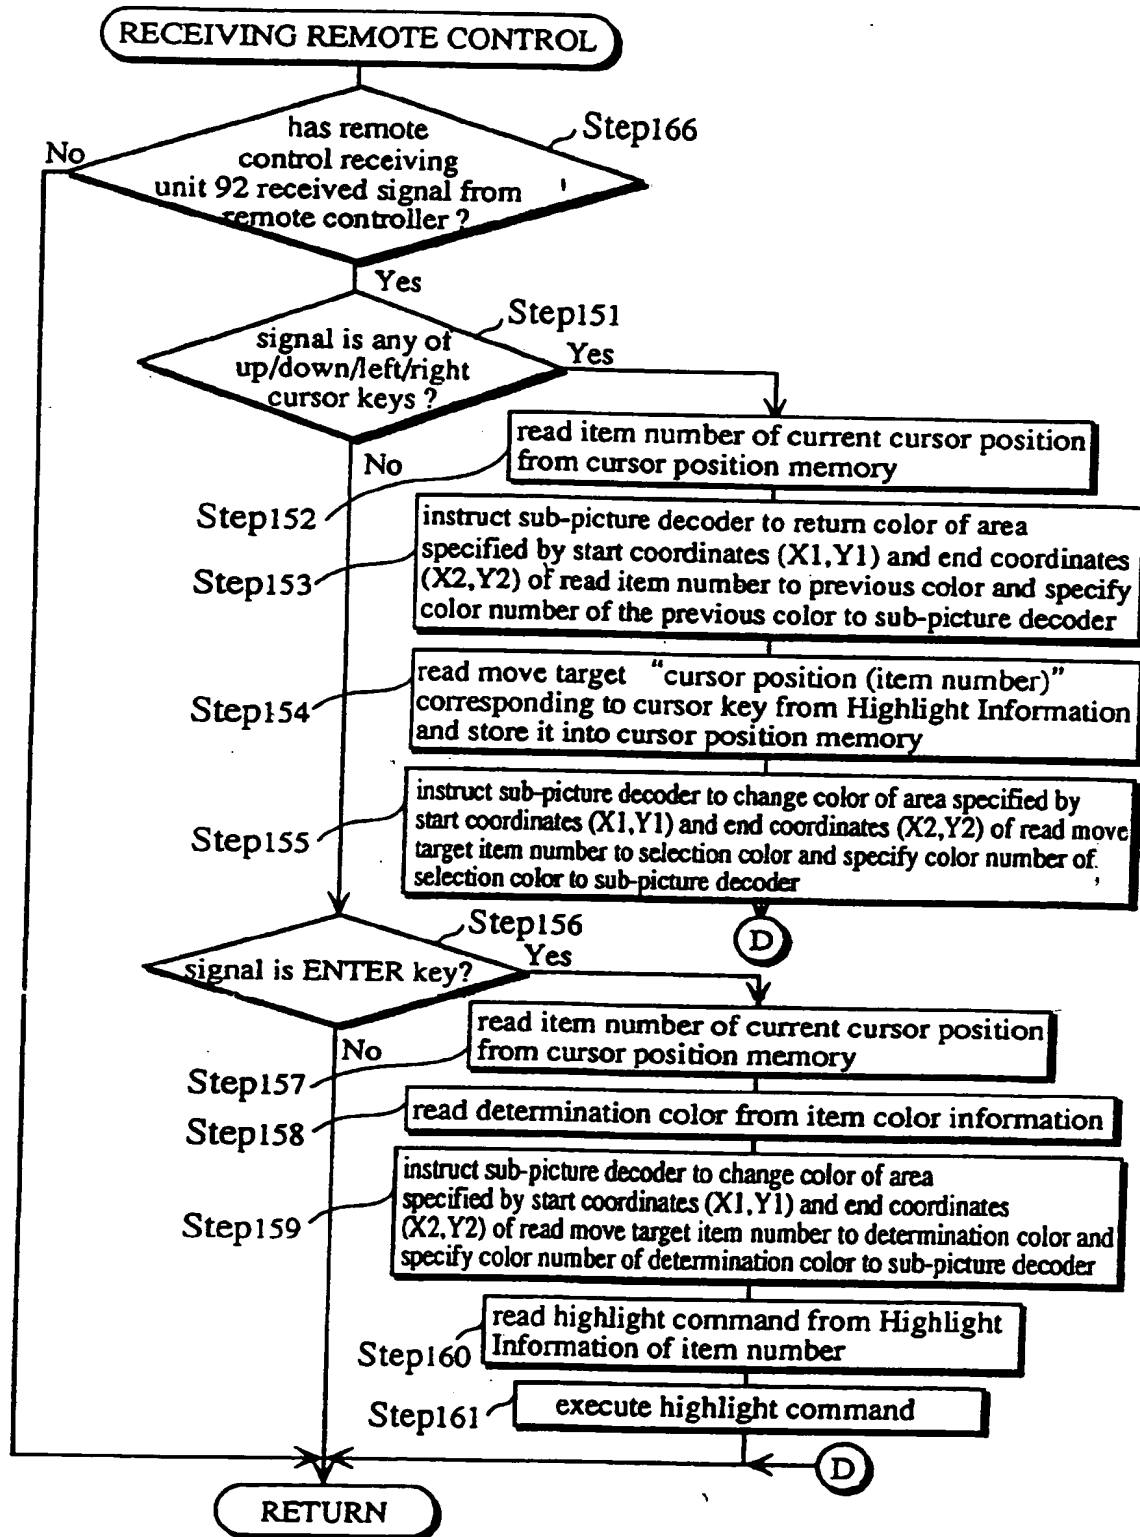 RECEIVING REMOTE CONTROL
has remote
control receiving
unit 92 received signal from
remote controller ?
Step166
No
Yes
Step151
signal is any of
up/down/left/right
cursor keys ?
Yes
No
read item number of current cursor position
from cursor position memory
Step152
instruct sub-picture decoder to return color of area
specified by start coordinates (X1,Y1) and end coordinates
(X2,Y2) of read item number to previous color and specify
color number of the previous color to sub-picture decoder
Step153
read move target "cursor position (item number)"
corresponding to cursor key from Highlight Information
and store it into cursor position memory
Step154
instruct sub-picture decoder to change color of area specified by
start coordinates (X1,Y1) and end coordinates (X2,Y2) of read move
target item number to selection color and specify color number of
selection color to sub-picture decoder
Step155
D
Step156
signal is ENTER key?
Yes
No
read item number of current cursor position
from cursor position memory
Step157
read determination color from item color information
Step158
instruct sub-picture decoder to change color of area
specified by start coordinates (X1,Y1) and end coordinates
(X2,Y2) of read move target item number to determination color and
specify color number of determination color to sub-picture decoder
Step159
read highlight command from Highlight
Information of item number
Step160
execute highlight command
Step161
D
RETURN